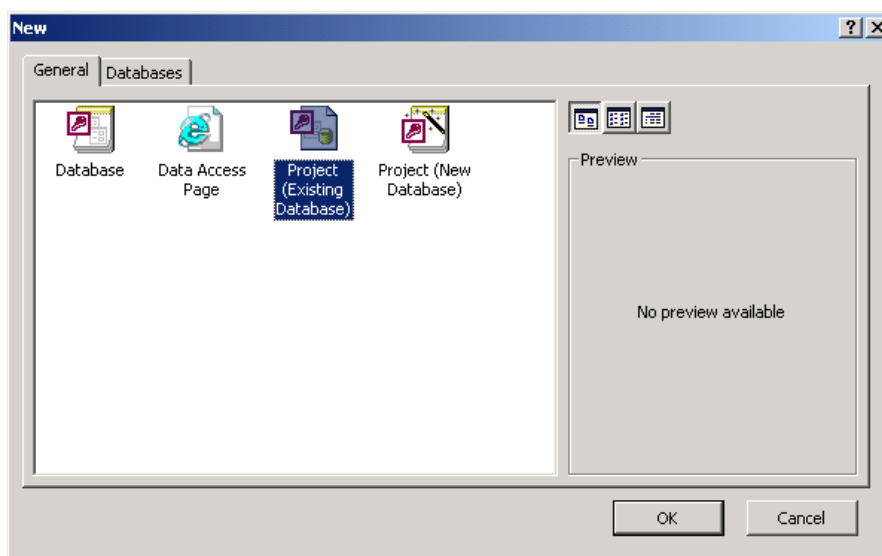 New
General
Databases
Database
Data Access
Page
Project
(Existing
Database)
Project (New
Database)
Preview
No preview available
OK
Cancel